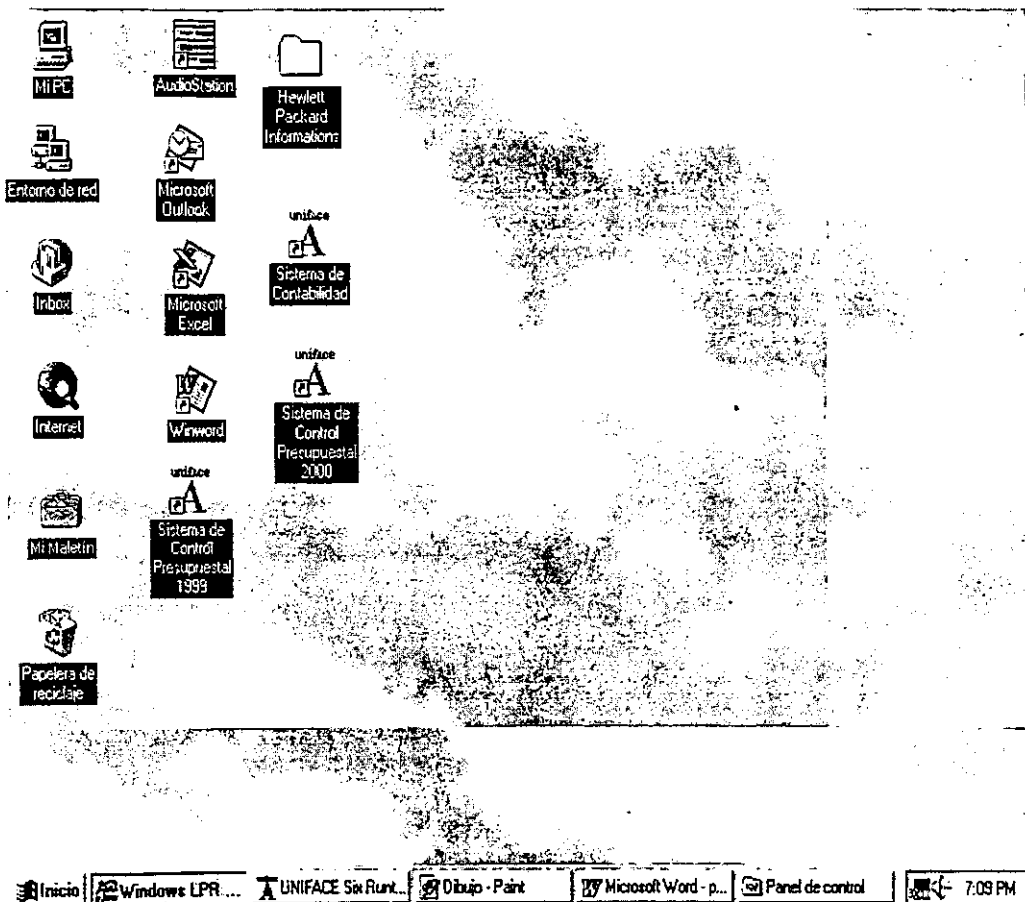 Mi PC
Entorno de red
Inbox
Internet
Mi Maletín
Papelera de
reciclaje
AudioStation
Microsoft
Outlook
Microsoft
Excel
Winword
uniface
A
Sistema de
Control
Presupuestal
1999
Hewlett
Packard
Informations
uniface
A
Sistema de
Contabilidad
uniface
A
Sistema de
Control
Presupuestal
2000
Inicio
Windows LPR ...
UNIFACE Six Runt...
Dibujo - Paint
Microsoft Word - p...
Panel de control
7:09 PM